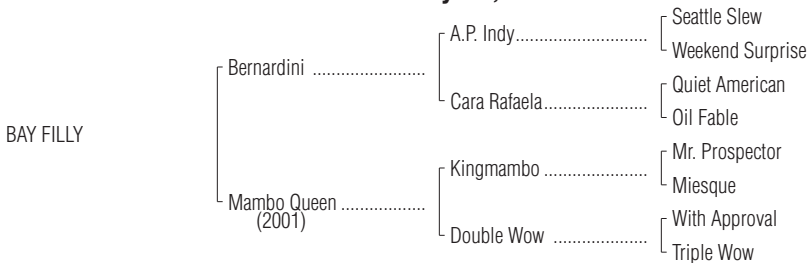 Seattle Slew
A.P. Indy..............................
Weekend Surprise
Bernardini ..........................
Quiet American
Cara Rafaela........................
Oil Fable
BAY FILLY
Mr. Prospector
Kingmambo ........................
Miesque
Mambo Queen ...................
(2001)
With Approval
Double Wow ......................
Triple Wow